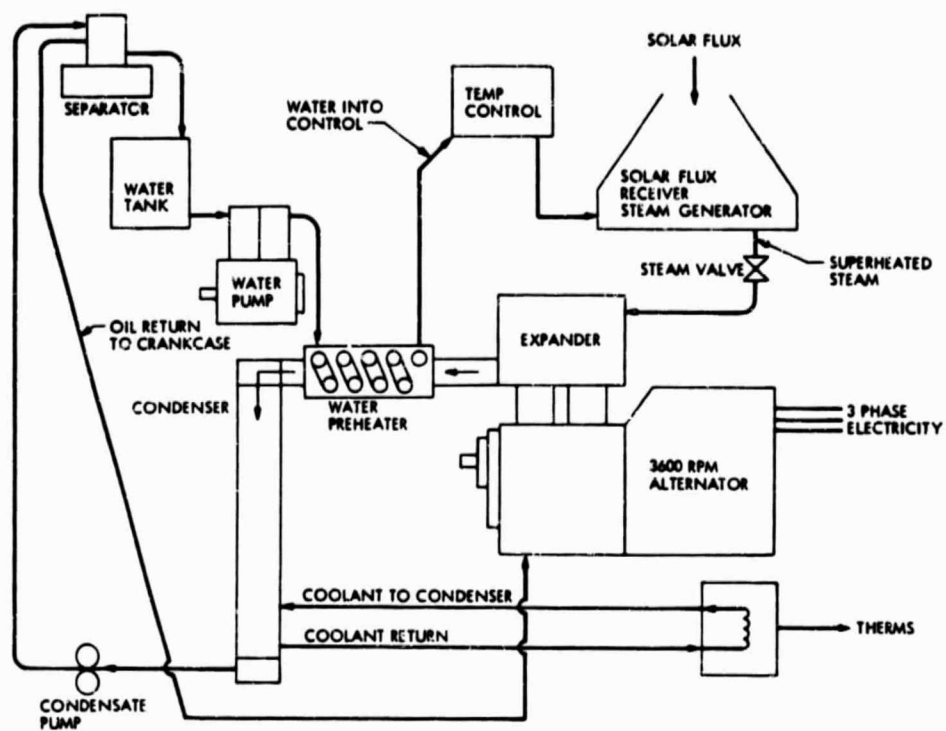 SOLAR FLUX
SEPARATOR
WATER INTO
CONTROL
TEMP
CONTROL
WATER
TANK
SOLAR FLUX
RECEIVER
STEAM GENERATOR
WATER
PUMP
STEAM VALVE
SUPERHEATED
STEAM
OIL RETURN
TO CRANKCASE
EXPANDER
CONDENSER
WATER
PREHEATER
3 PHASE
ELECTRICITY
3600 RPM
ALTERNATOR
COOLANT TO CONDENSER
COOLANT RETURN
THERMS
CONDENSATE
PUMP